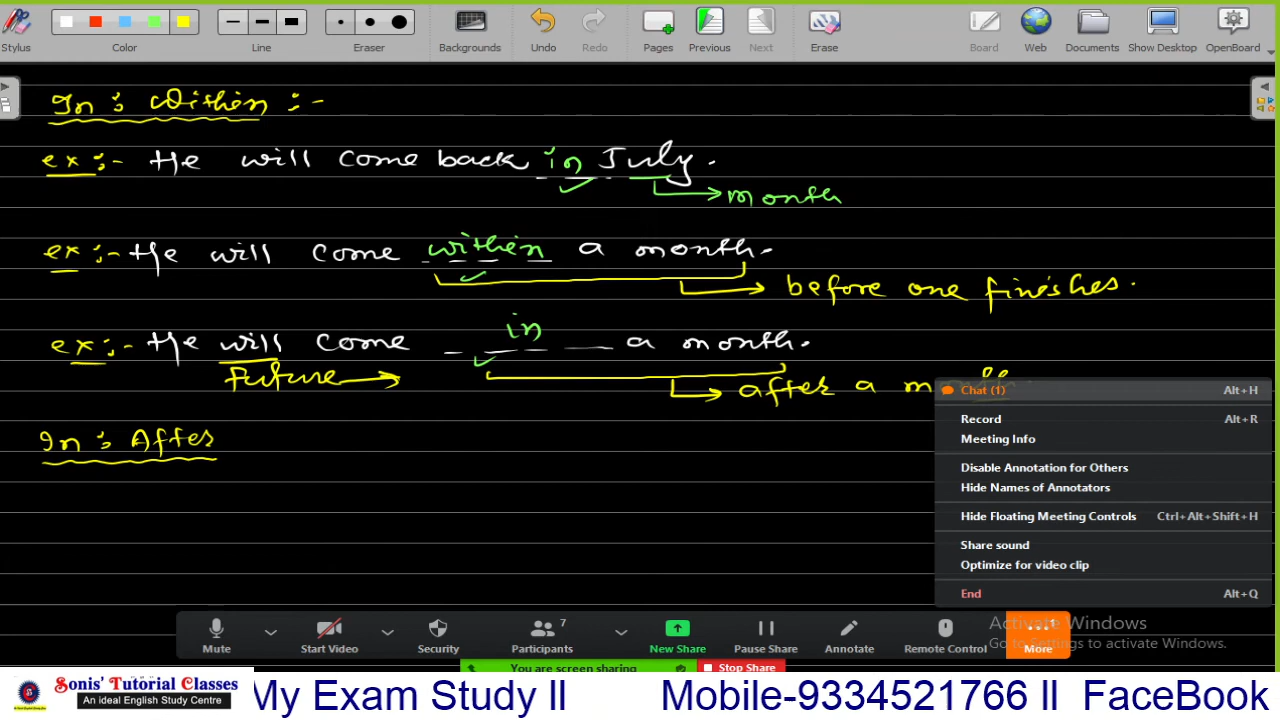 Stylus
Color
Line
Eraser
Backgrounds
Undo
Redo
Pages
Previous
Next
Erase
Board
Web
Documents
Show Desktop
OpenBoard
In : Within :-
ex :- He will come back in July.
month
ex :- He will come within a month.
before one finishes.
ex :- He will come in a month.
Future
after a
In : After
Chat (1) Alt+H
Record Alt+R
Meeting Info
Disable Annotation for Others
Hide Names of Annotators
Hide Floating Meeting Controls Ctrl+Alt+Shift+H
Share sound
Optimize for video clip
End Alt+Q
Activate Windows
Go to Settings to activate Windows.
Mute
Start Video
Security
7
Participants
New Share
Pause Share
Annotate
Remote Control
1
More
You are screen sharing
Stop Share
Sonis' Tutorial Classes
An ideal English Study Centre
My Exam Study ll Mobile-9334521766 ll FaceBook